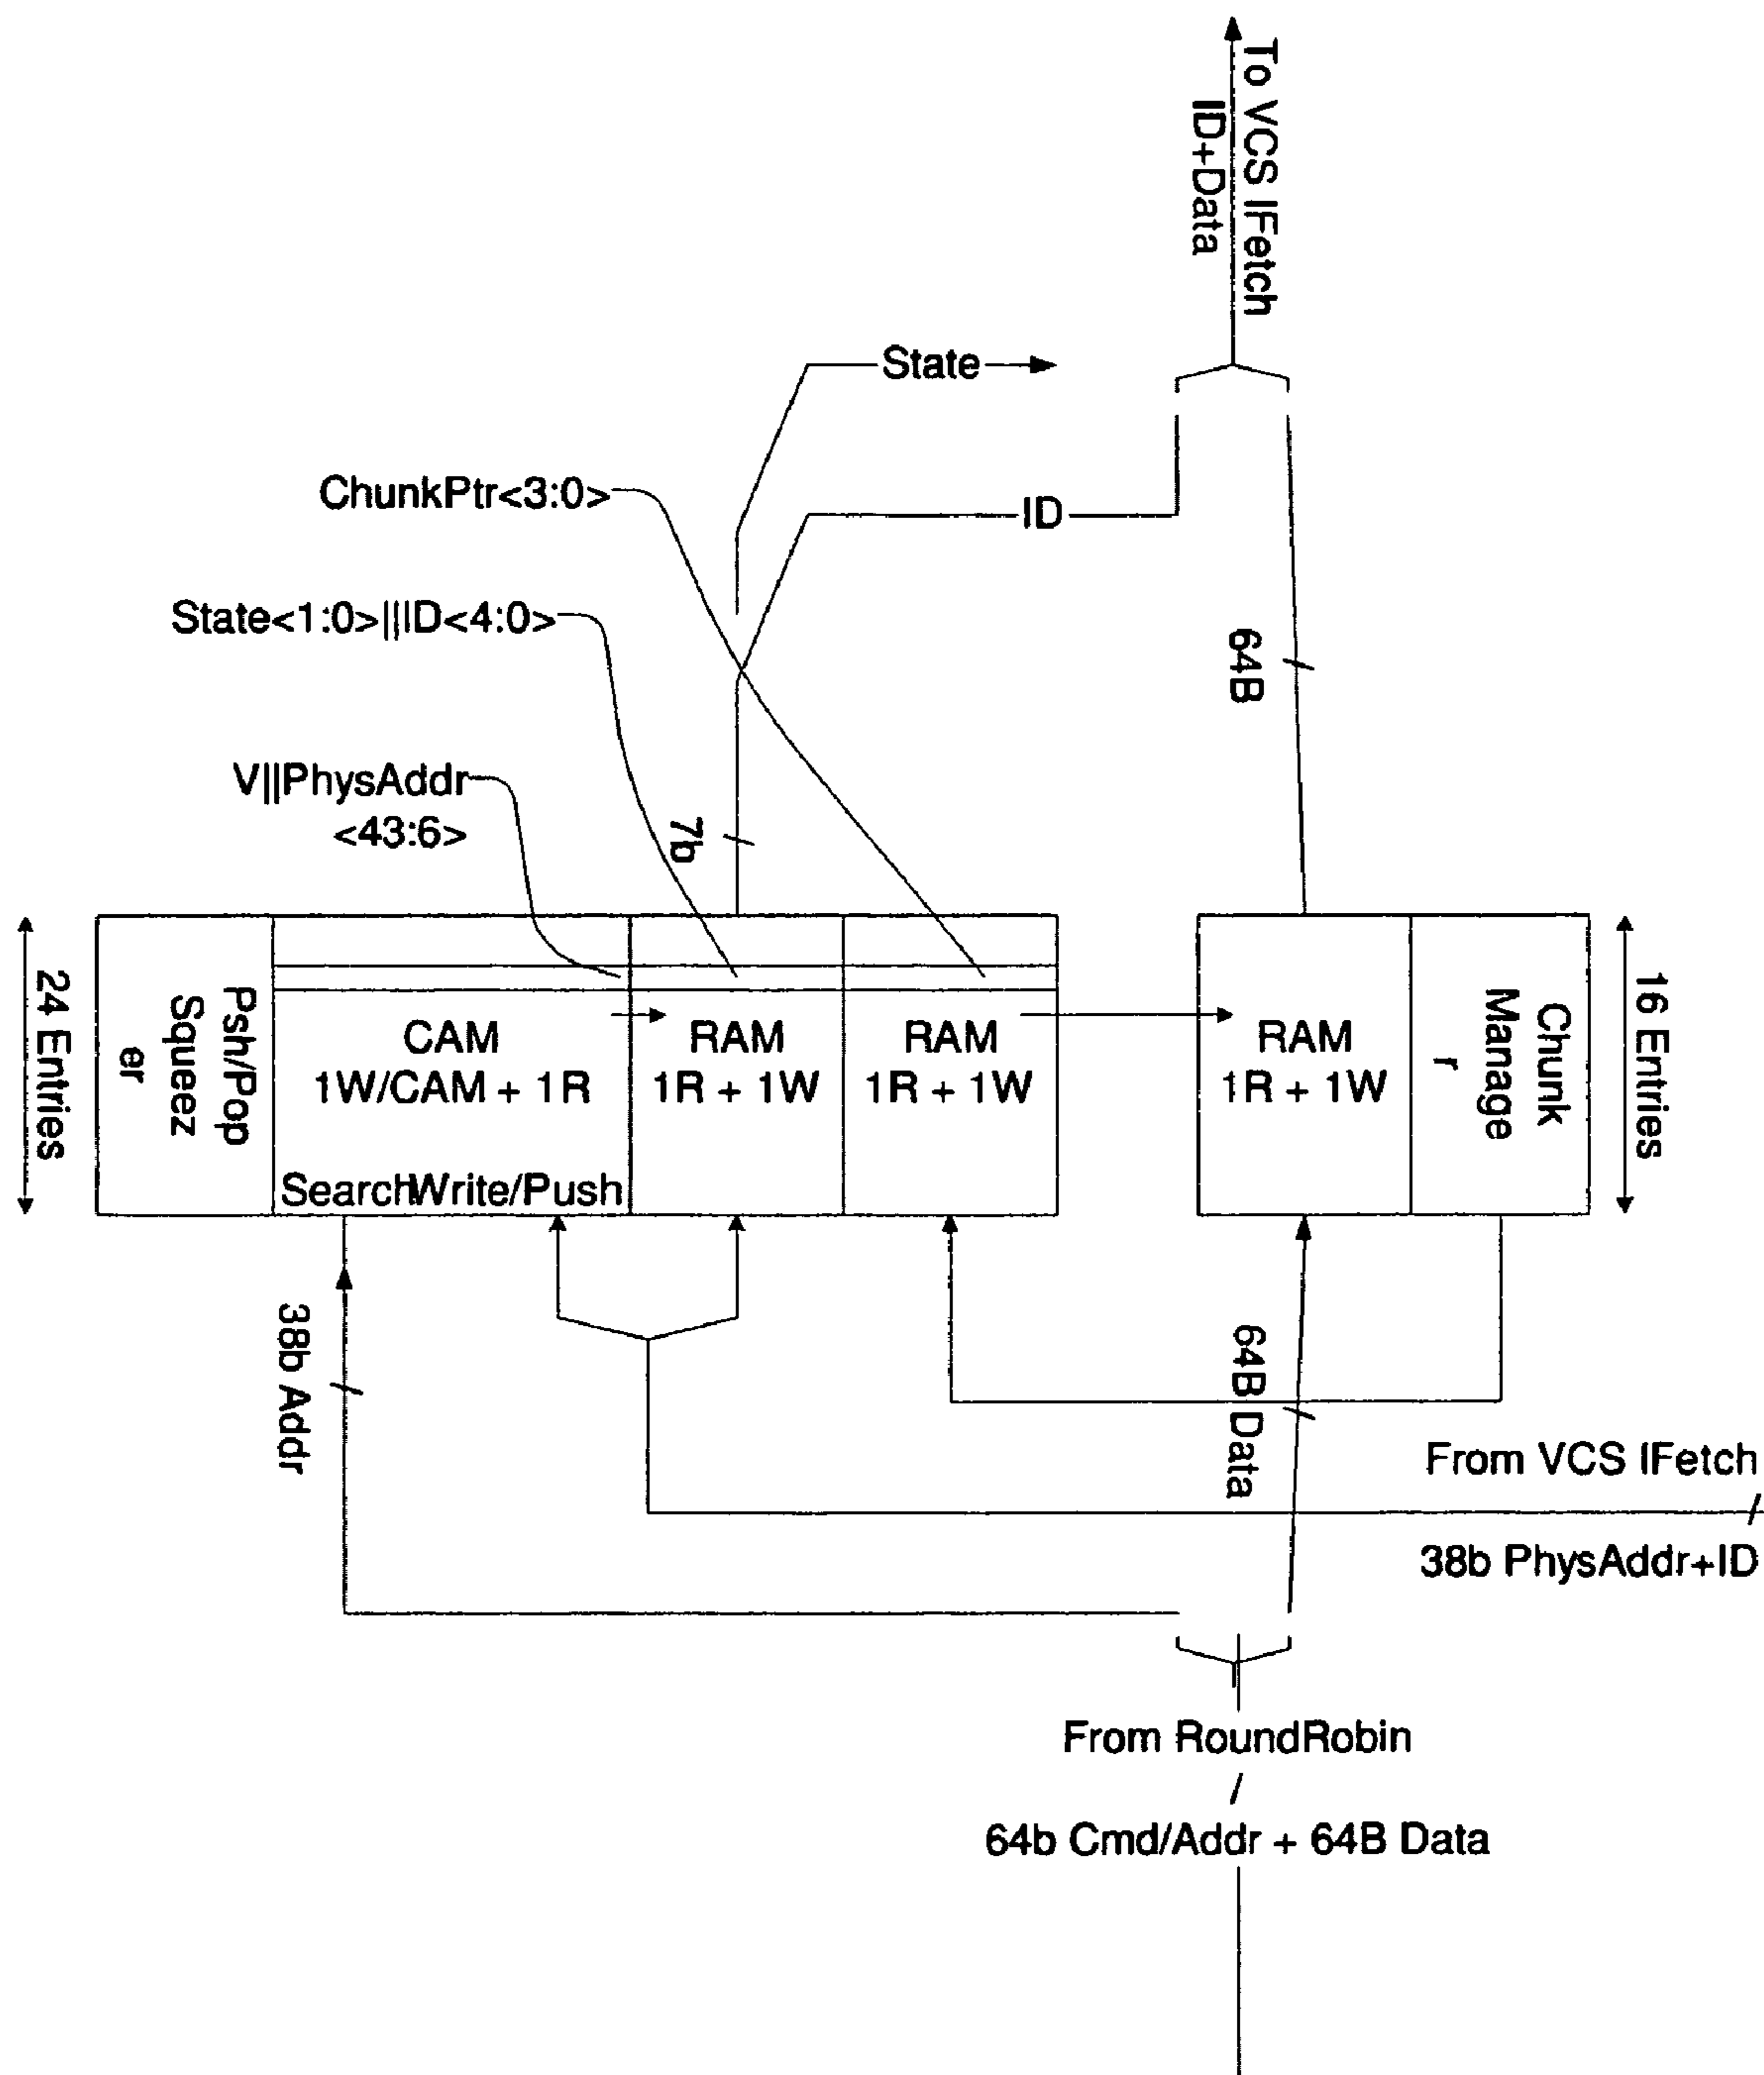 To VCS IFetch
ID+Data
State
ChunkPtr<3:0>
ID
State<1:0>|||ID<4:0>
64B
V||PhysAddr
<43:6>
7b
24 Entries
Psh/Pop
Squeez
er
CAM
1W/CAM + 1R
Search
Write/Push
RAM
1R + 1W
RAM
1R + 1W
RAM
1R + 1W
Chunk
Manage
r
16 Entries
38b Addr
64B Data
From VCS IFetch
38b PhysAddr+ID
From RoundRobin
64b Cmd/Addr + 64B Data